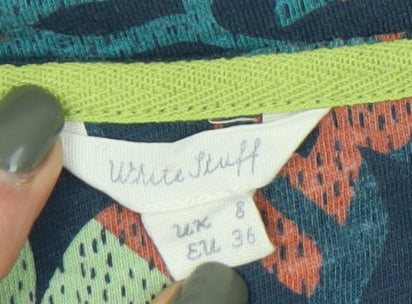 White Stuff
UK 8
EU 36